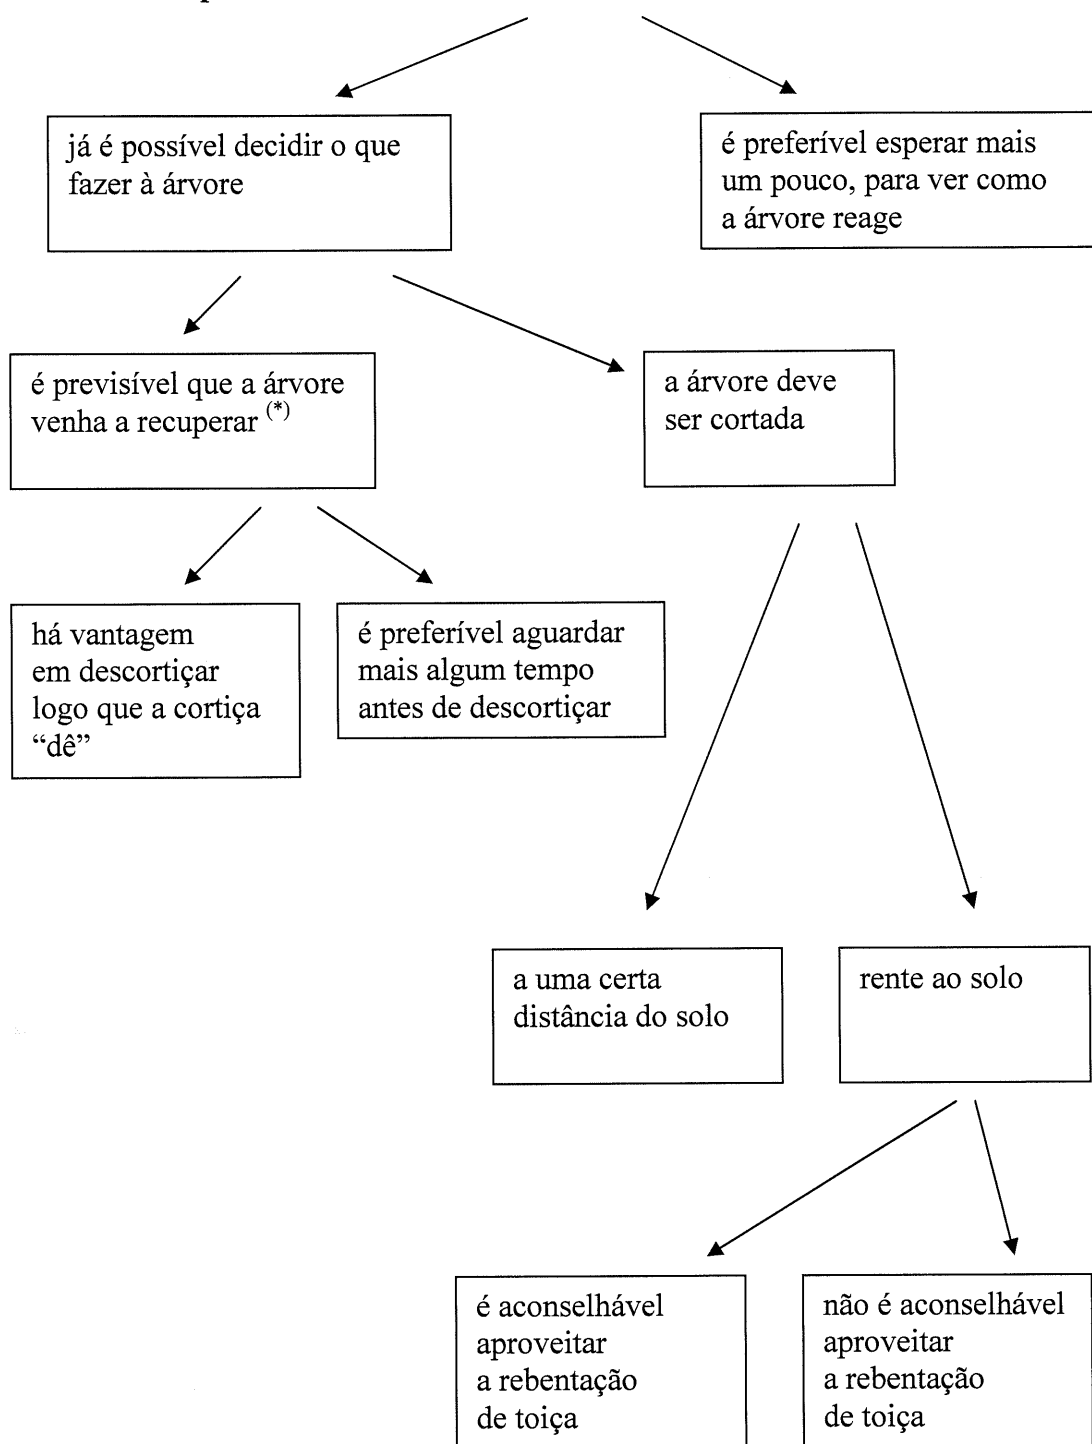 já é possível decidir o que
fazer à árvore
é preferível esperar mais
um pouco, para ver como
a árvore reage
é previsível que a árvore
venha a recuperar (*)
a árvore deve
ser cortada
há vantagem
em descortiçar
logo que a cortiça
“dê”
é preferível aguardar
mais algum tempo
antes de descortiçar
a uma certa
distância do solo
rente ao solo
é aconselhável
aproveitar
a rebentação
de toiça
não é aconselhável
aproveitar
a rebentação
de toiça